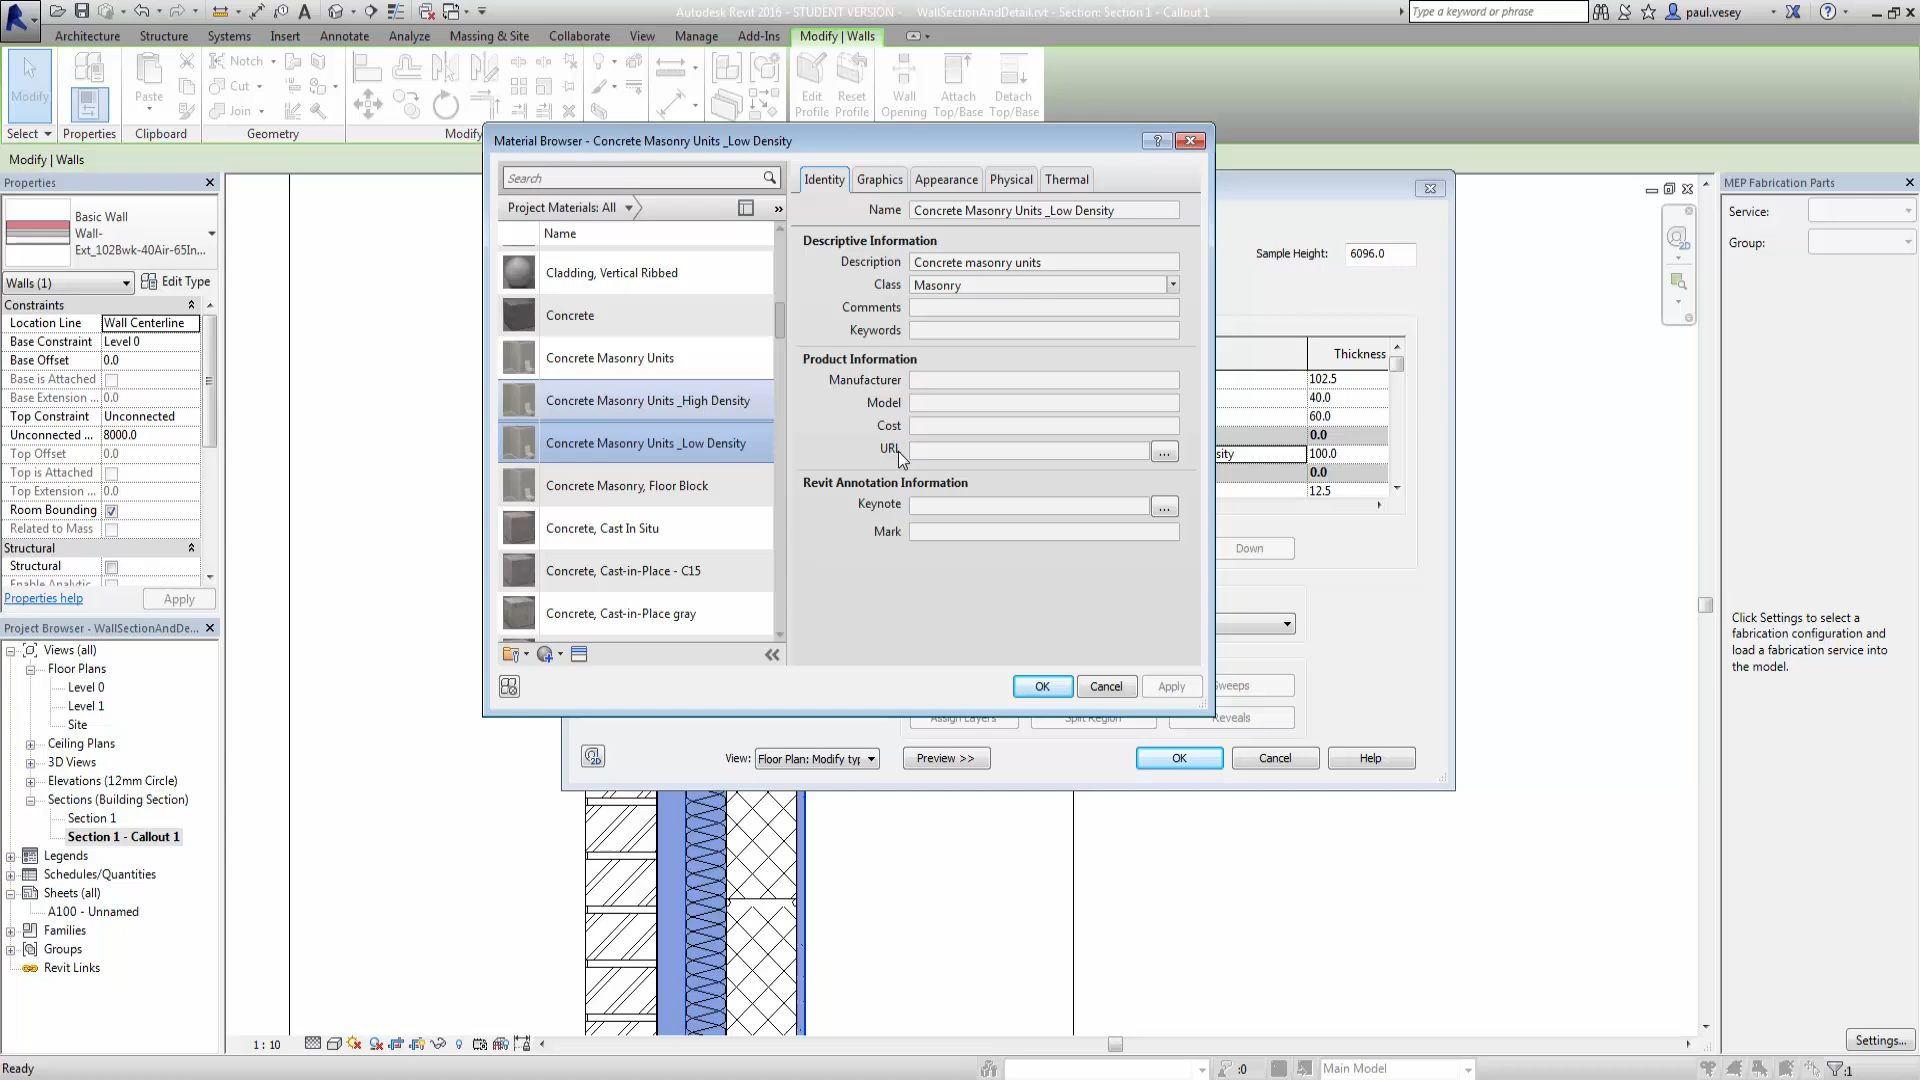 Autodesk Revit 2016 - STUDENT VERSION - WallSectionAndDetail.rvt - Section: Section 1 - Callout 1
Type a keyword or phrase
paul.vesey
Architecture Structure Systems Insert Annotate Analyze Massing & Site Collaborate View Manage Add-Ins Modify | Walls
Modify
Paste
Notch
Cut
Join
Edit Profile
Reset Profile
Wall Opening
Attach Top/Base
Detach Top/Base
Select Properties Clipboard Geometry Modify
Modify | Walls
Properties
Basic Wall
Wall-
Ext_102Bwk-40Air-65In...
Walls (1) Edit Type
Constraints
Location Line Wall Centerline
Base Constraint Level 0
Base Offset 0.0
Base is Attached
Base Extension ... 0.0
Top Constraint Unconnected
Unconnected ... 8000.0
Top Offset 0.0
Top is Attached
Top Extension ... 0.0
Room Bounding
Related to Mass
Structural
Structural
Enable Analytic
Properties help Apply
Project Browser - WallSectionAndDe...
Views (all)
Floor Plans
Level 0
Level 1
Site
Ceiling Plans
3D Views
Elevations (12mm Circle)
Sections (Building Section)
Section 1
Section 1 - Callout 1
Legends
Schedules/Quantities
Sheets (all)
A100 - Unnamed
Families
Groups
Revit Links
Material Browser - Concrete Masonry Units _Low Density
Search
Project Materials: All
Name
Cladding, Vertical Ribbed
Concrete
Concrete Masonry Units
Concrete Masonry Units _High Density
Concrete Masonry Units _Low Density
Concrete Masonry, Floor Block
Concrete, Cast In Situ
Concrete, Cast-in-Place - C15
Concrete, Cast-in-Place gray
Identity Graphics Appearance Physical Thermal
Name Concrete Masonry Units _Low Density
Descriptive Information
Description Concrete masonry units
Class Masonry
Comments
Keywords
Product Information
Manufacturer
Model
Cost
URL ...
Revit Annotation Information
Keynote ...
Mark
OK Cancel Apply
Sample Height: 6096.0
Thickness
102.5
40.0
60.0
0.0
sity 100.0
0.0
12.5
Down
Sweeps
Assign Layers Split Region Reveals
View: Floor Plan: Modify typ Preview >> OK Cancel Help
MEP Fabrication Parts
Service:
Group:
Click Settings to select a
fabrication configuration and
load a fabrication service into
the model.
Settings...
1 : 10
Ready
:0
Main Model
:1